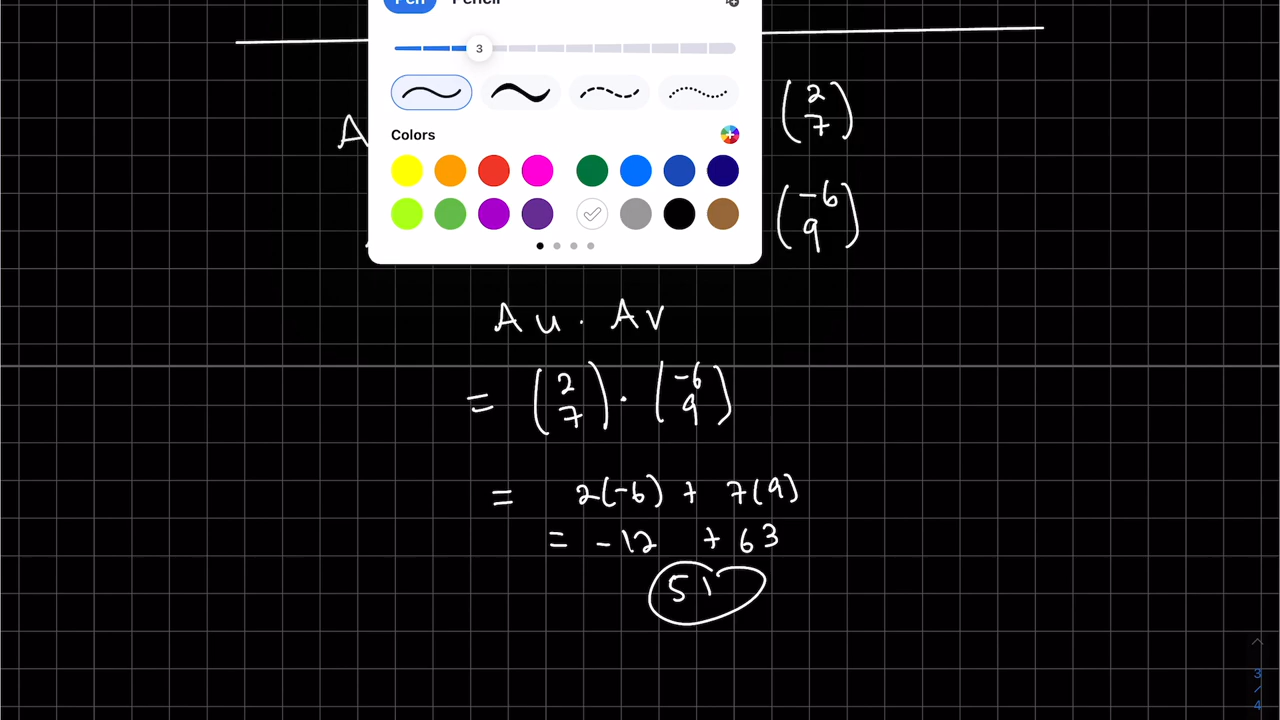 Pen Pencil
3
Colors
A
( 2 7 )
( -6 9 )
Au · Av
= ( 2 7 ) · ( -6 9 )
= 2(-6) + 7(9)
= -12 + 63
51
3
/
4